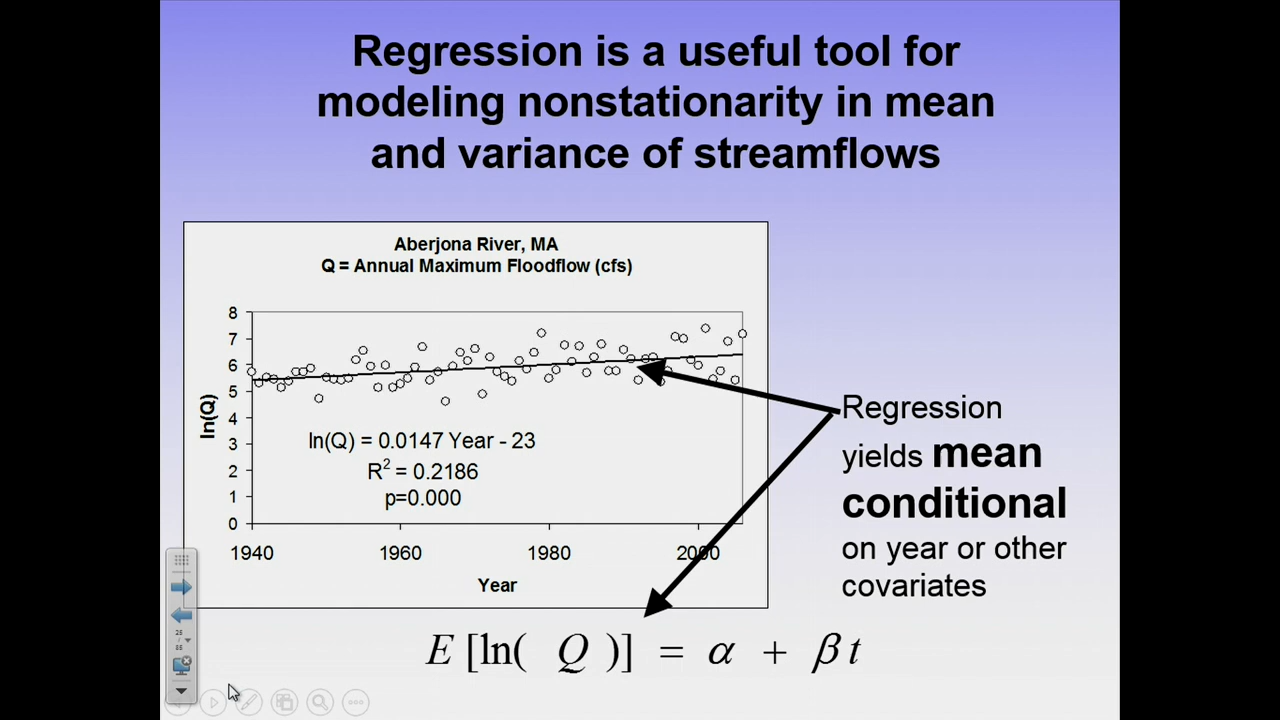 Regression is a useful tool for
modeling nonstationarity in mean
and variance of streamflows
Aberjona River, MA
Q = Annual Maximum Floodflow (cfs)
8
7
6
5
4
3
2
1
0
ln(Q)
ln(Q) = 0.0147 Year - 23
R² = 0.2186
p=0.000
1940 1960 1980 2000
Year
Regression
yields mean
conditional
on year or other
covariates
E [ln( Q )] = α + β t